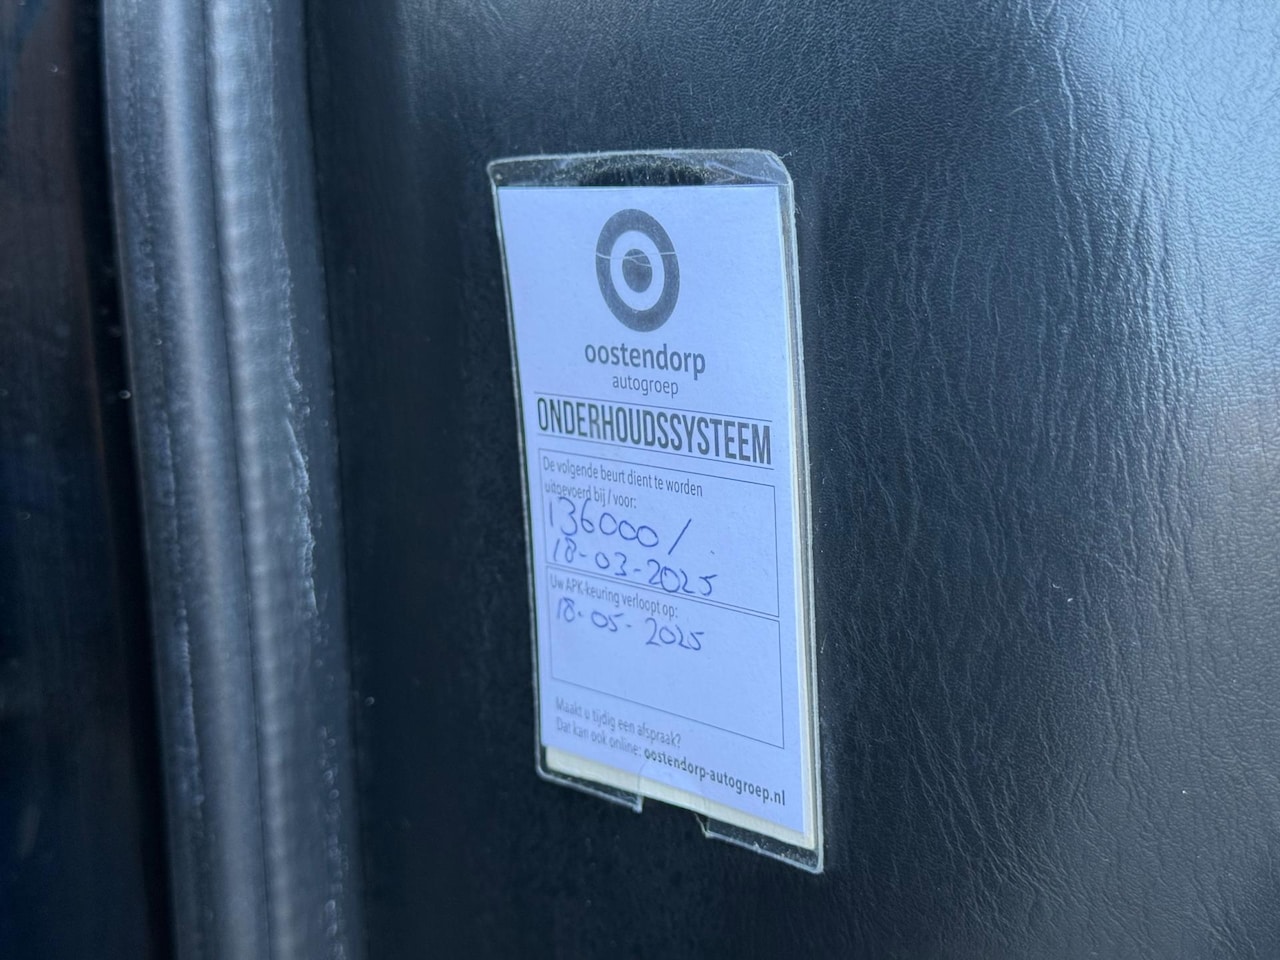 oostendorp
autogroep
ONDERHOUDSSYSTEEM
De volgende beurt dient te worden
uitgevoerd bij / voor:
136000 /
18-03-2025
Uw APK-keuring verloopt op:
18-05-2025
Maakt u tijdig een afspraak?
Dat kan ook online: oostendorp-autogroep.nl